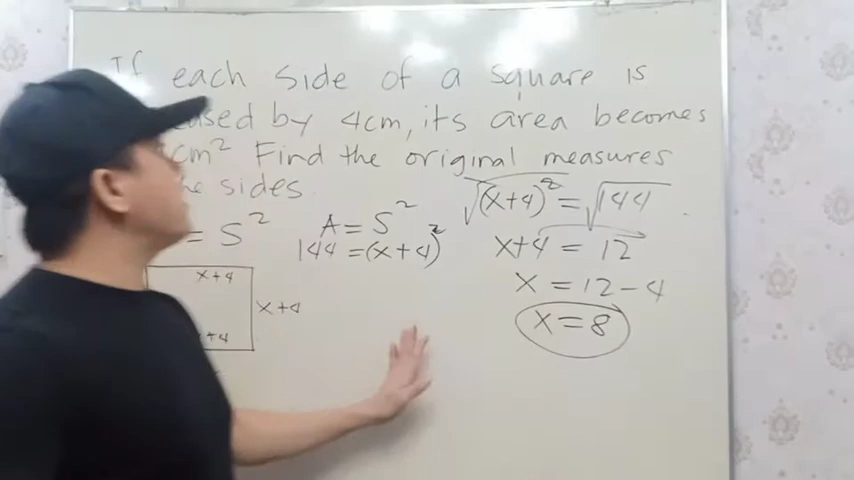 If each side of a square is
eased by 4cm, its area becomes
cm² Find the original measures
he sides.
= S²
A = S²
144 = (x+4)²
√(x+4)² = √144
x+4 = 12
x = 12 - 4
x = 8
x+4
x+4
+4